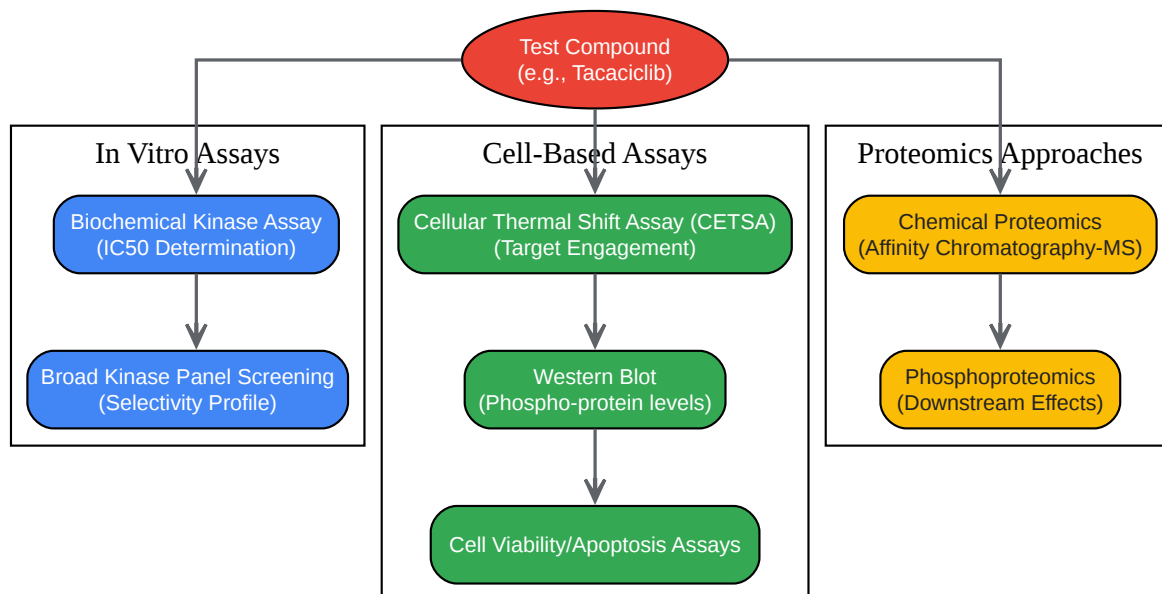 Test Compound
(e.g., Tacaciclib)
In Vitro Assays
Biochemical Kinase Assay
(IC50 Determination)
Broad Kinase Panel Screening
(Selectivity Profile)
Cell-Based Assays
Cellular Thermal Shift Assay (CETSA)
(Target Engagement)
Western Blot
(Phospho-protein levels)
Cell Viability/Apoptosis Assays
Proteomics Approaches
Chemical Proteomics
(Affinity Chromatography-MS)
Phosphoproteomics
(Downstream Effects)